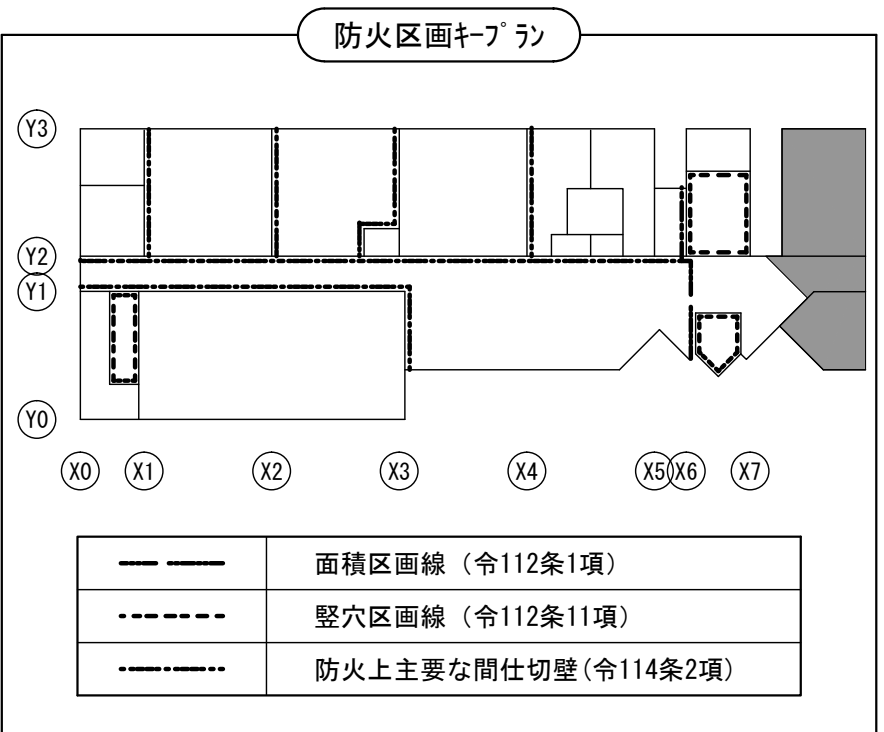 防火区画ｷｰﾌﾟﾗﾝ
Y3
Y2
Y1
Y0
X0 X1 X2 X3 X4 X5 X6 X7
面積区画線（令112条1項）
竪穴区画線（令112条11項）
防火上主要な間仕切壁(令114条2項)